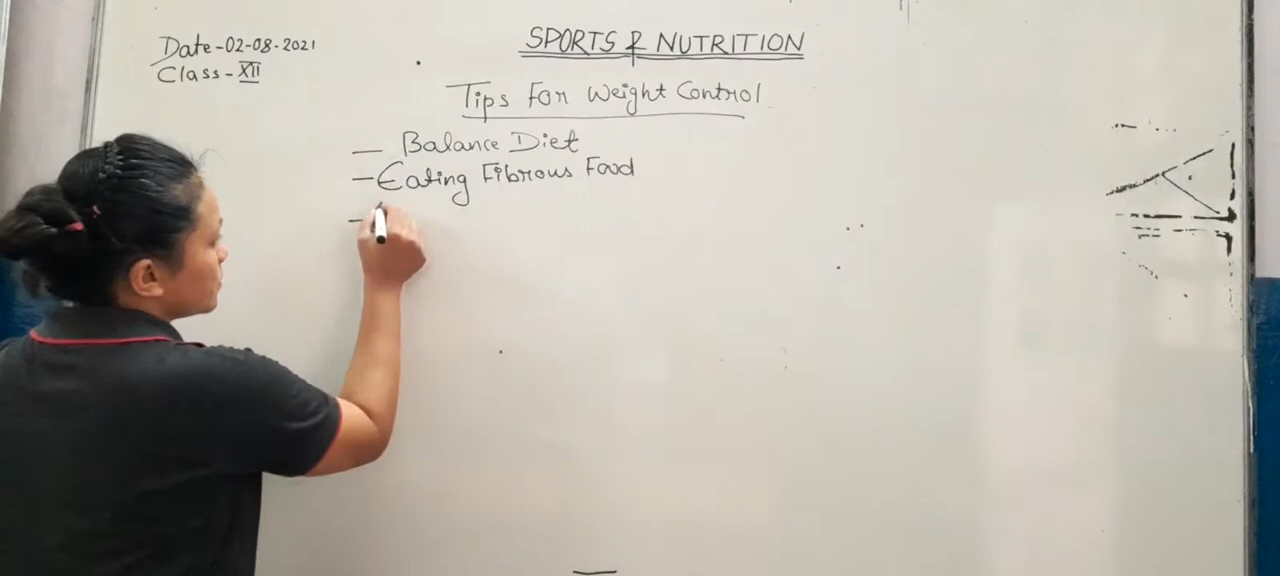 Date-02-08-2021
Class-XII
SPORTS & NUTRITION
Tips For Weight Control
— Balance Diet
- Eating Fibrous Food
-